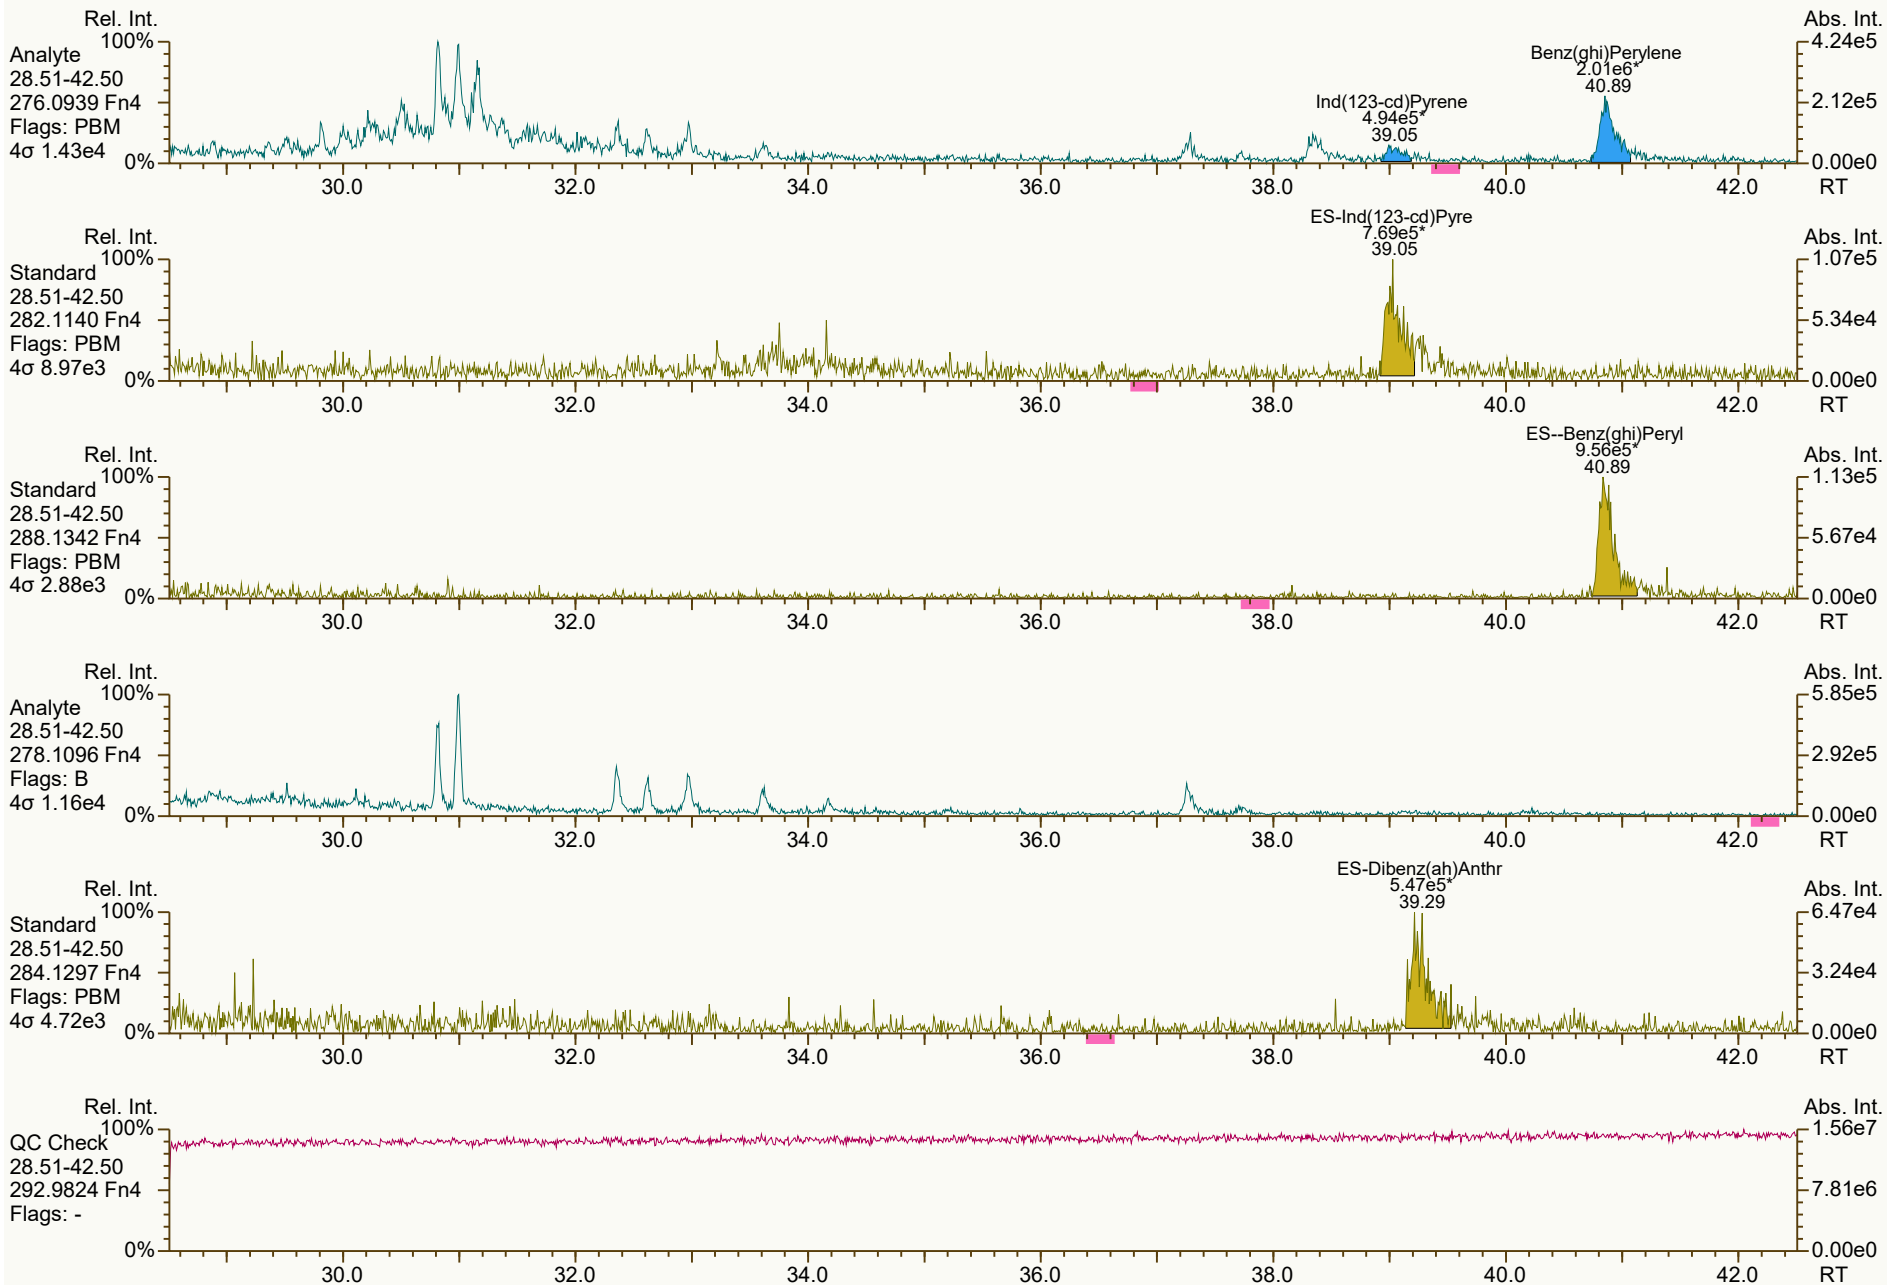 Rel. Int.
Abs. Int.
Analyte
28.51-42.50
276.0939 Fn4
Flags: PBM
4σ 1.43e4
100%
0%
Ind(123-cd)Pyrene
4.94e5*
39.05
Benz(ghi)Perylene
2.01e6*
40.89
4.24e5
2.12e5
0.00e0
30.0 32.0 34.0 36.0 38.0 40.0 42.0 RT
Rel. Int.
Abs. Int.
Standard
28.51-42.50
282.1140 Fn4
Flags: PBM
4σ 8.97e3
100%
0%
ES-Ind(123-cd)Pyre
7.69e5*
39.05
1.07e5
5.34e4
0.00e0
30.0 32.0 34.0 36.0 38.0 40.0 42.0 RT
Rel. Int.
Abs. Int.
Standard
28.51-42.50
288.1342 Fn4
Flags: PBM
4σ 2.88e3
100%
0%
ES--Benz(ghi)Peryl
9.56e5*
40.89
1.13e5
5.67e4
0.00e0
30.0 32.0 34.0 36.0 38.0 40.0 42.0 RT
Rel. Int.
Abs. Int.
Analyte
28.51-42.50
278.1096 Fn4
Flags: B
4σ 1.16e4
100%
0%
5.85e5
2.92e5
0.00e0
30.0 32.0 34.0 36.0 38.0 40.0 42.0 RT
Rel. Int.
Abs. Int.
Standard
28.51-42.50
284.1297 Fn4
Flags: PBM
4σ 4.72e3
100%
0%
ES-Dibenz(ah)Anthr
5.47e5*
39.29
6.47e4
3.24e4
0.00e0
30.0 32.0 34.0 36.0 38.0 40.0 42.0 RT
Rel. Int.
Abs. Int.
QC Check
28.51-42.50
292.9824 Fn4
Flags: -
100%
0%
1.56e7
7.81e6
0.00e0
30.0 32.0 34.0 36.0 38.0 40.0 42.0 RT